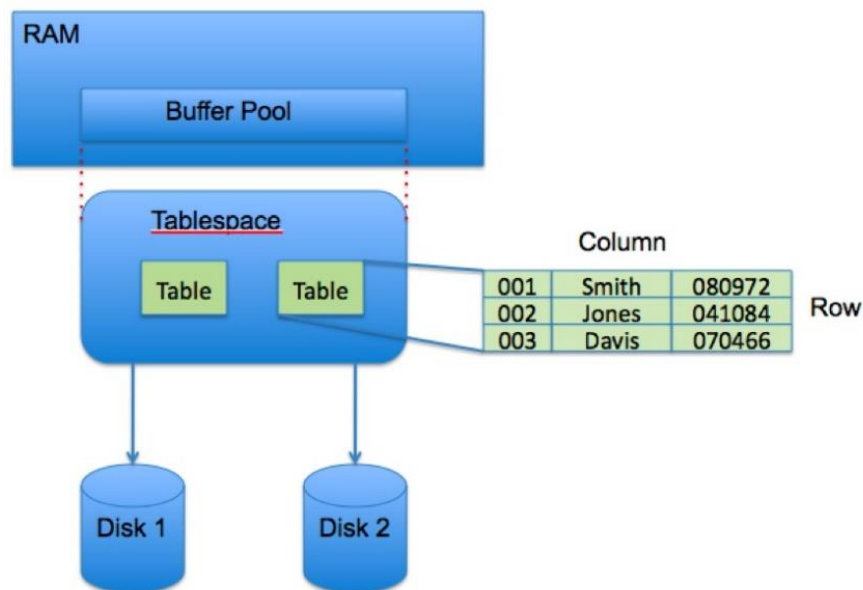 RAM
Buffer Pool
Tablespace
Table Table
Column
001 Smith 080972
002 Jones 041084
003 Davis 070466
Row
Disk 1 Disk 2